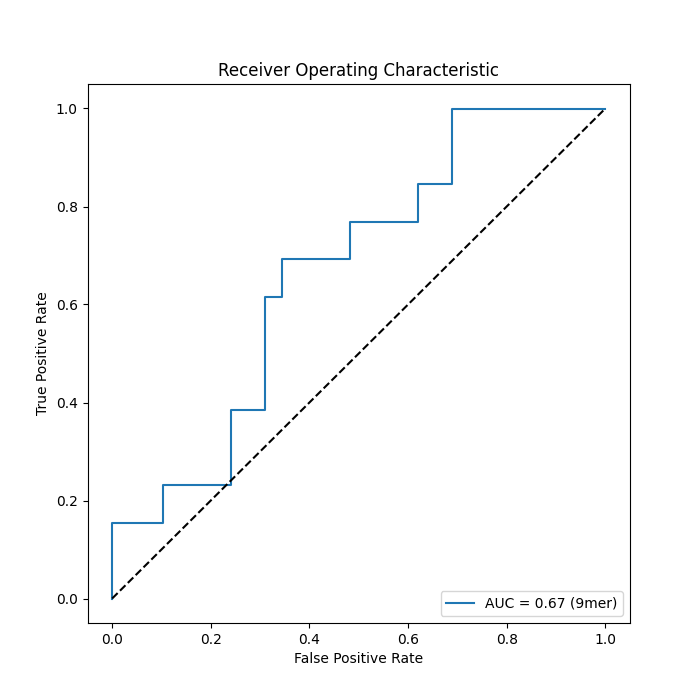 Receiver Operating Characteristic
1.0
0.8
0.6
0.4
0.2
0.0
True Positive Rate
AUC = 0.67 (9mer)
0.0 0.2 0.4 0.6 0.8 1.0
False Positive Rate